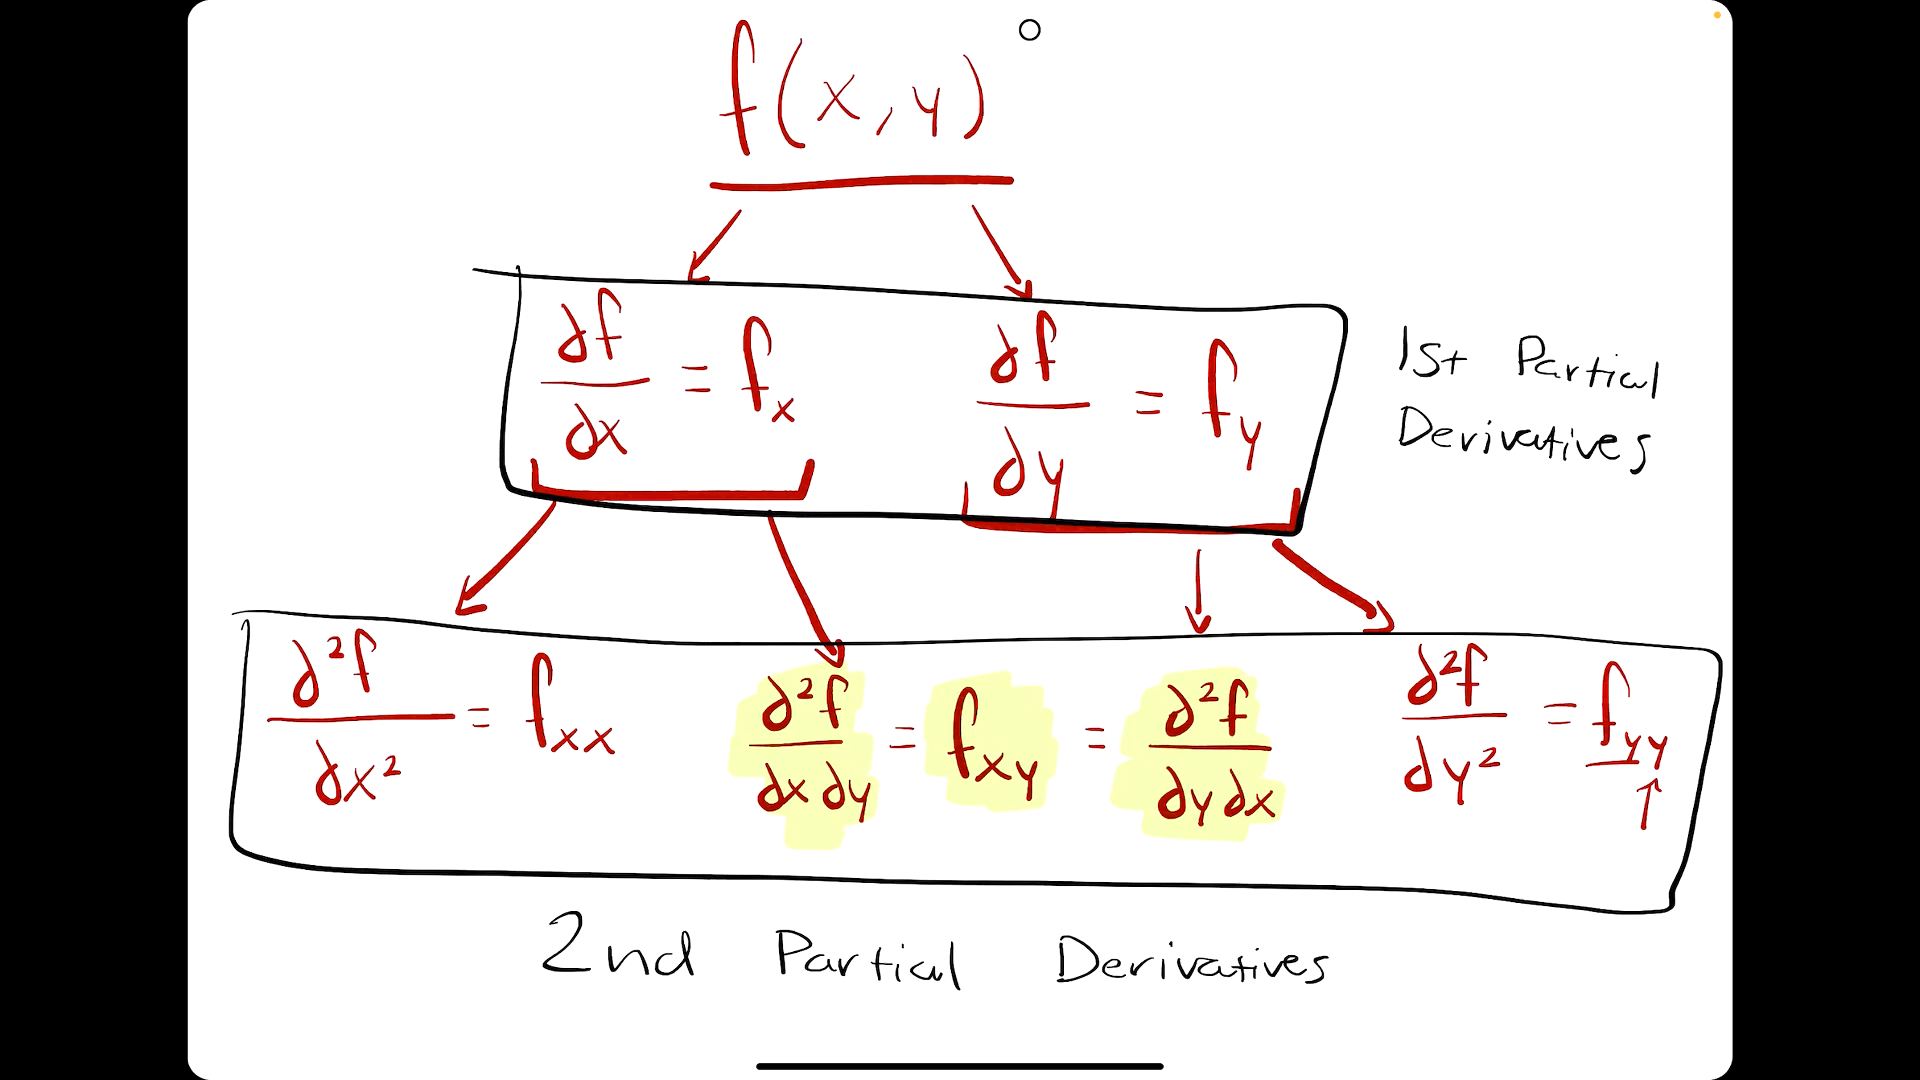 f(x,y)
∂f/∂x = fx ∂f/∂y = fy
1st Partial
Derivatives
∂²f/∂x² = fxx ∂²f/∂x∂y = fxy = ∂²f/∂y∂x ∂²f/∂y² = fyy
2nd Partial Derivatives